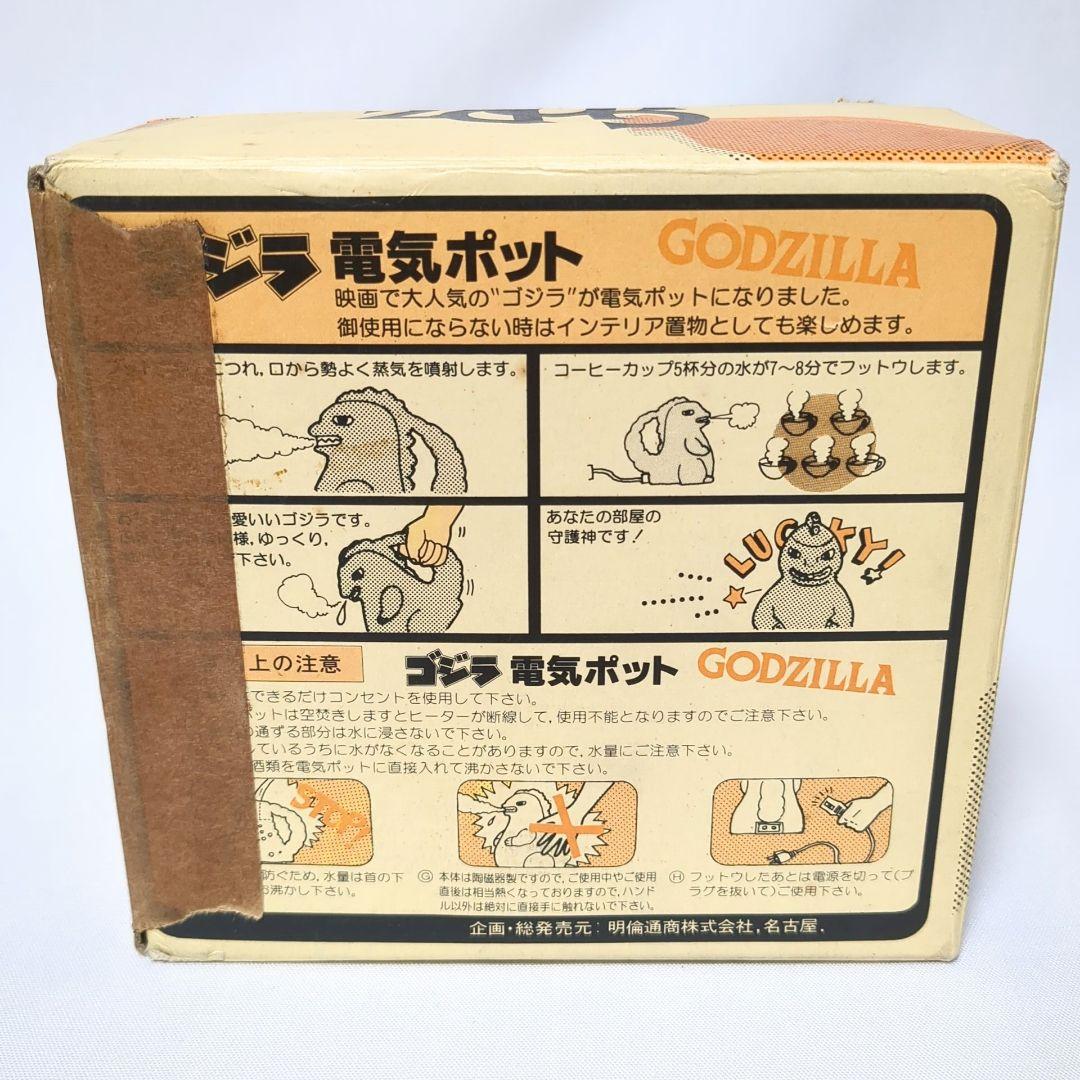 ジラ 電気ポット GODZILLA
映画で大人気の"ゴジラ"が電気ポットになりました。
御使用にならない時はインテリア置物としても楽しめます。
につれ,口から勢よく蒸気を噴射します。
コーヒーカップ5杯分の水が7〜8分でフットウします。
愛いいゴジラです。
様,ゆっくり,
下さい。
あなたの部屋の
守護神です!
LUCKY!
上の注意
ゴジラ 電気ポット GODZILLA
できるだけコンセントを使用して下さい。
ットは空焚きしますとヒーターが断線して,使用不能となりますのでご注意下さい。
通ずる部分は水に浸さないで下さい。
しているうちに水がなくなることがありますので,水量にご注意下さい。
酒類を電気ポットに直接入れて沸かさないで下さい。
STOP!
防ぐため,水量は首の下
お沸かし下さい。
Ⓖ 本体は陶磁器製ですので,ご使用中やご使用
直後は相当熱くなっておりますので,ハンド
ル以外は絶対に直接手に触れないで下さい。
Ⓗ フットウしたあとは電源を切って(プ
ラグを抜いて)ご使用下さい。
企画・総発売元:明倫通商株式会社,名古屋.